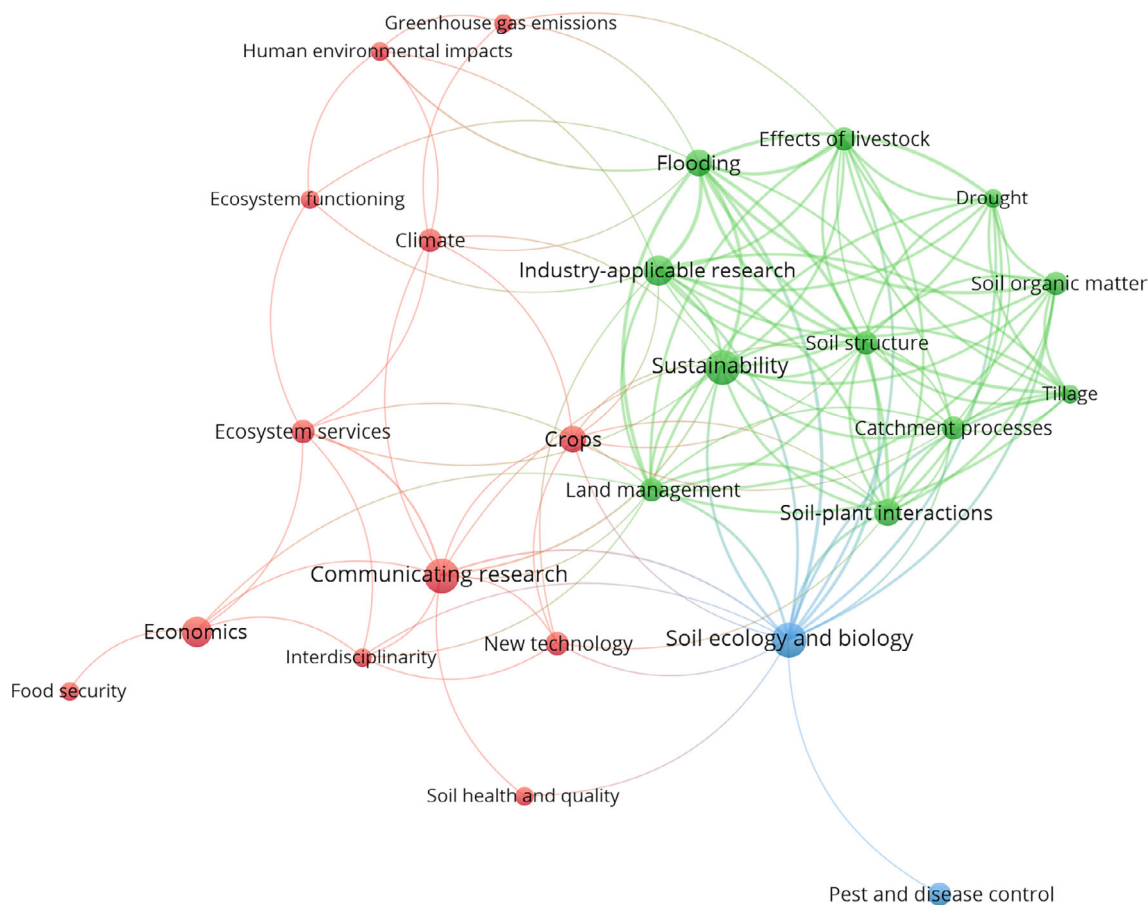 Greenhouse gas emissions
Human environmental impacts
Effects of livestock
Flooding
Ecosystem functioning
Drought
Climate
Industry-applicable research
Soil organic matter
Soil structure
Sustainability
Tillage
Ecosystem services
Crops
Catchment processes
Land management
Soil-plant interactions
Communicating research
Economics
Interdisciplinarity
New technology
Soil ecology and biology
Food security
Soil health and quality
Pest and disease control